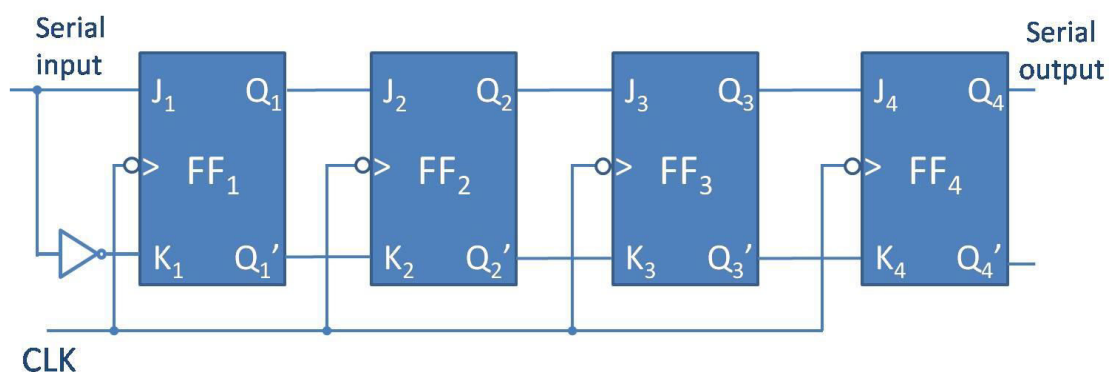 Serial
input
Serial
output
J₁ Q₁ J₂ Q₂ J₃ Q₃ J₄ Q₄
> FF₁ > FF₂ > FF₃ > FF₄
K₁ Q₁’ K₂ Q₂’ K₃ Q₃’ K₄ Q₄’
CLK